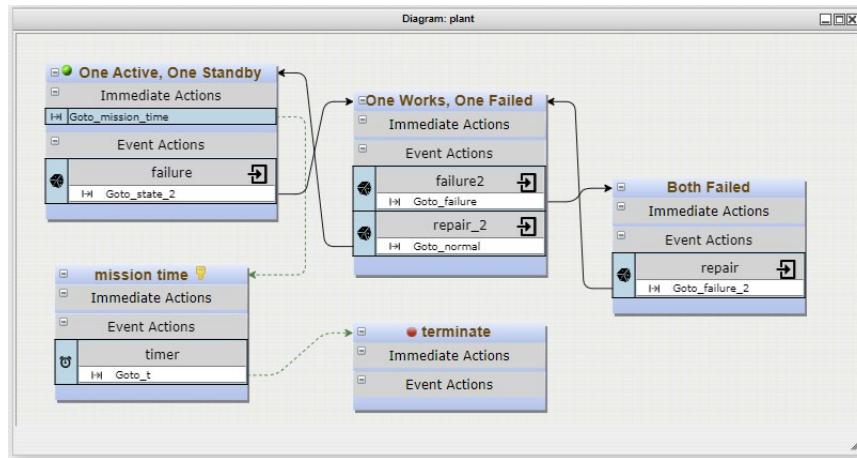 Diagram: plant
One Active, One Standby
Immediate Actions
Goto_mission_time
Event Actions
failure
Goto_state_2
One Works, One Failed
Immediate Actions
Event Actions
failure2
Goto_failure
repair_2
Goto_normal
Both Failed
Immediate Actions
Event Actions
repair
Goto_failure_2
mission time
Immediate Actions
Event Actions
timer
Goto_t
terminate
Immediate Actions
Event Actions